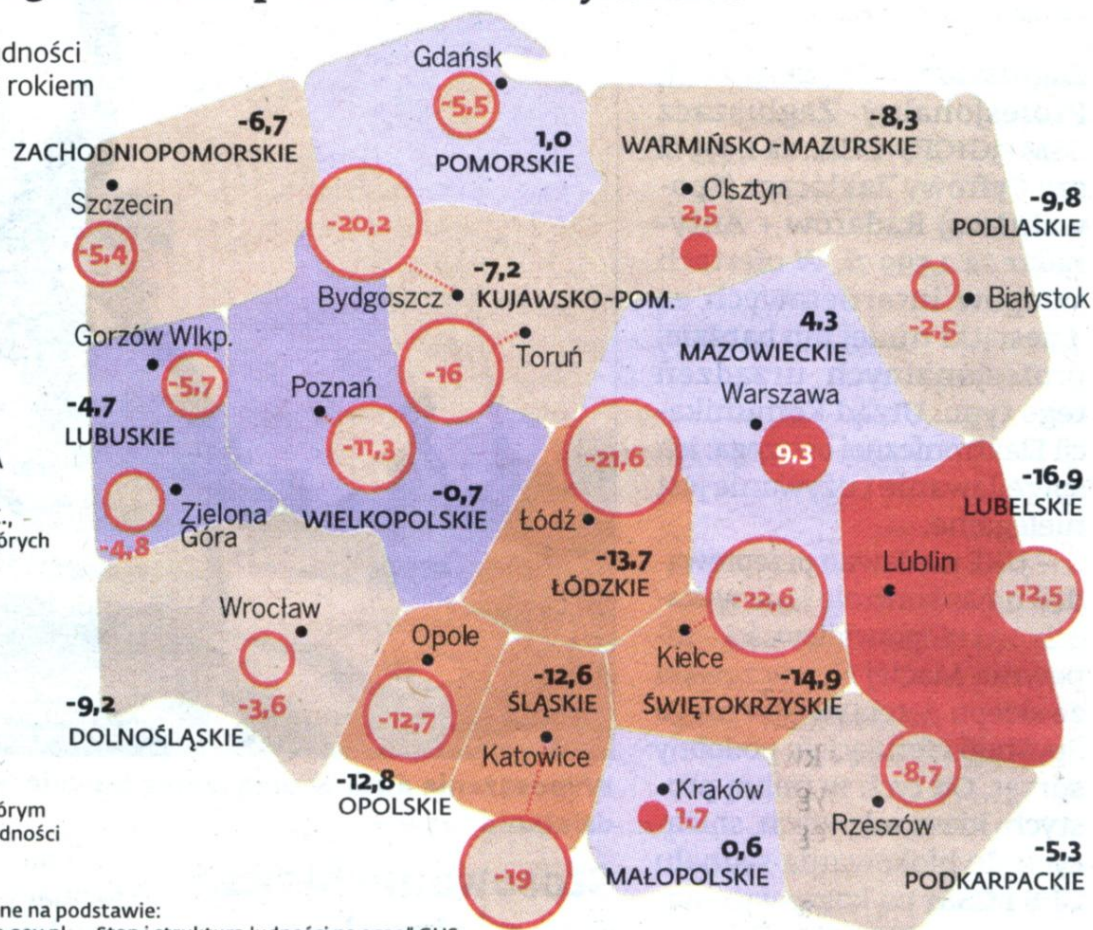 dności
rokiem
Gdańsk
-5,5
1,0
POMORSKIE
-6,7
ZACHODNIOPOMORSKIE
Szczecin
-5,4
-8,3
WARMIŃSKO-MAZURSKIE
Olsztyn
2,5
-9,8
PODLASKIE
Białystok
-2,5
-20,2
Bydgoszcz
-7,2
KUJAWSKO-POM.
Toruń
-16
Gorzów Wlkp.
-5,7
-4,7
LUBUSKIE
Zielona
Góra
-4,8
Poznań
-11,3
-0,7
WIELKOPOLSKIE
4,3
MAZOWIECKIE
Warszawa
9,3
-21,6
Łódź
-13,7
ŁÓDZKIE
-16,9
LUBELSKIE
Lublin
-12,5
órych
Wrocław
-3,6
-9,2
DOLNOŚLĄSKIE
Opole
-12,7
-12,8
OPOLSKIE
-12,6
ŚLĄSKIE
Katowice
-19
-22,6
Kielce
-14,9
ŚWIĘTOKRZYSKIE
Kraków
1,7
0,6
MAŁOPOLSKIE
-8,7
Rzeszów
-5,3
PODKARPACKIE
órym
dności
ne na podstawie: